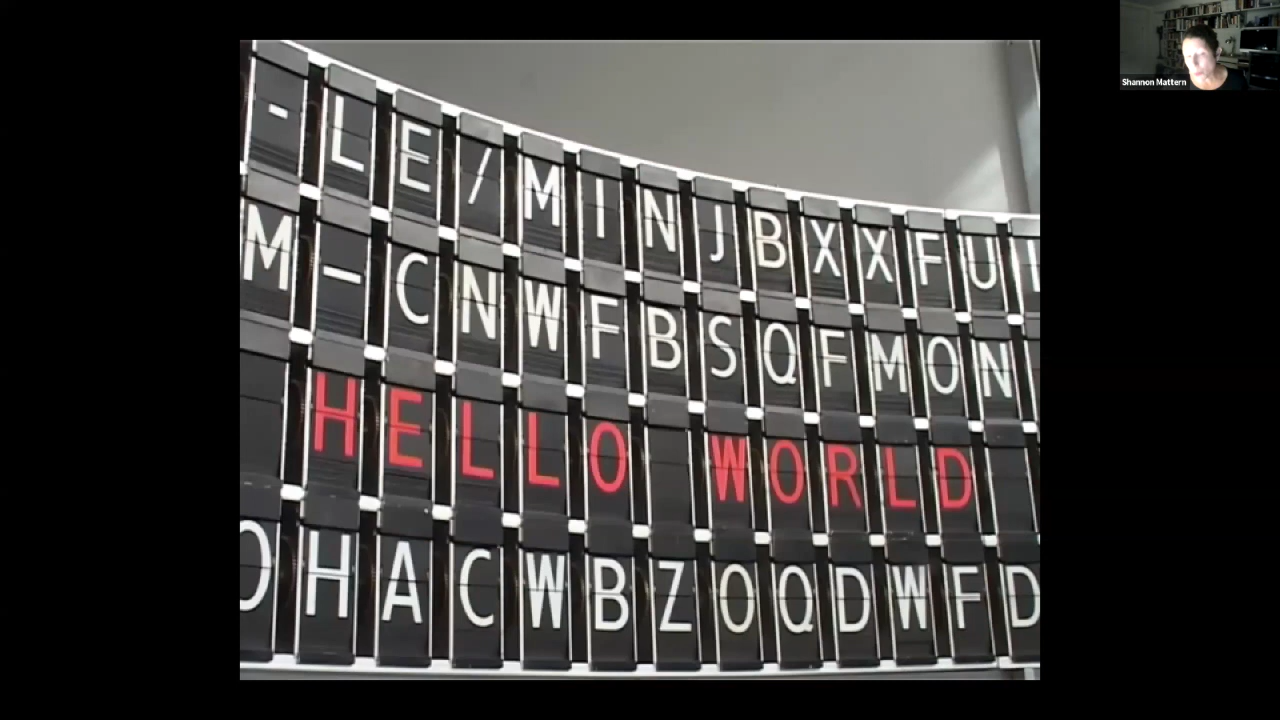 Shannon Mattern
-LE/MINJBXXFU
M-CNWFBSQFMON
HELLO WORLD
OHACWBZOQDWFD